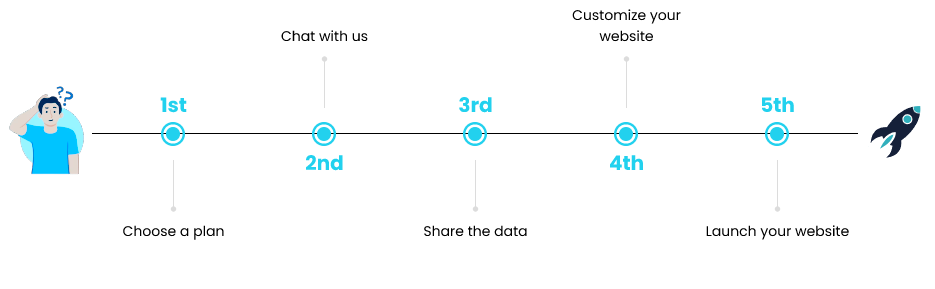 Customize your
website
Chat with us
1st
3rd
5th
2nd
4th
Choose a plan
Share the data
Launch your website